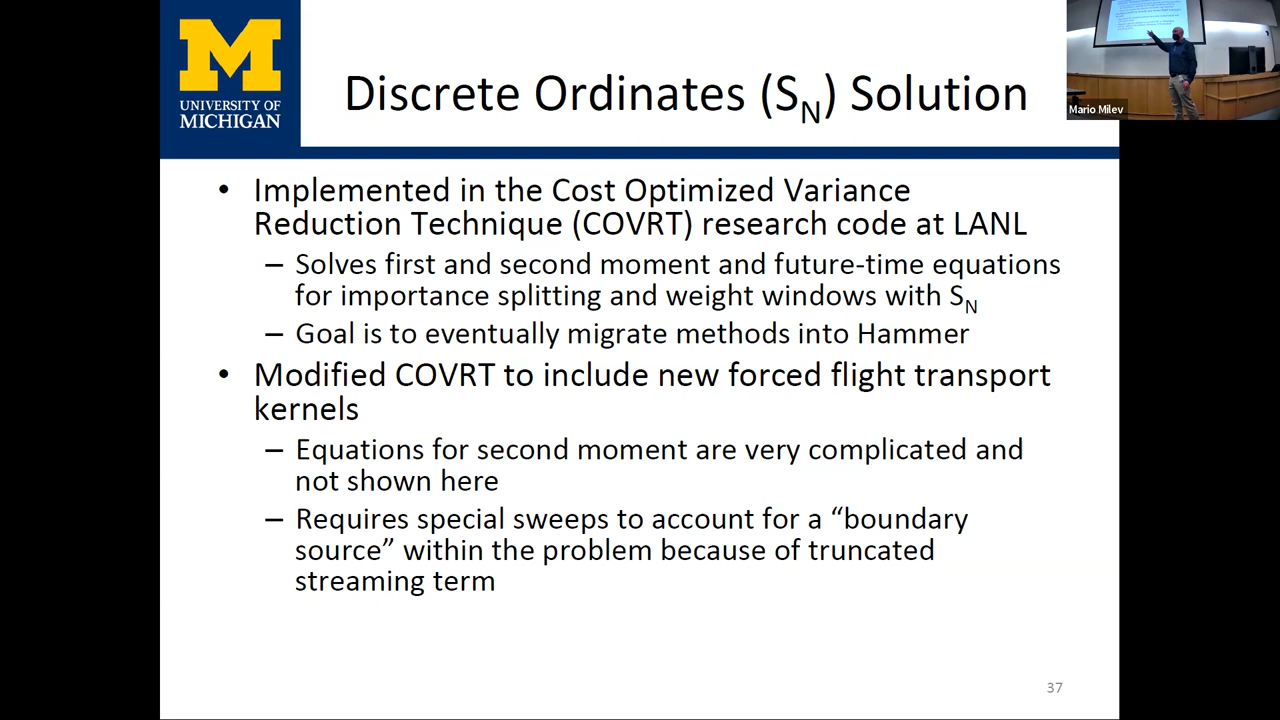 UNIVERSITY OF
MICHIGAN
Discrete Ordinates (SN) Solution
Mario Milev
• Implemented in the Cost Optimized Variance
Reduction Technique (COVRT) research code at LANL
– Solves first and second moment and future-time equations
for importance splitting and weight windows with SN
– Goal is to eventually migrate methods into Hammer
• Modified COVRT to include new forced flight transport
kernels
– Equations for second moment are very complicated and
not shown here
– Requires special sweeps to account for a “boundary
source” within the problem because of truncated
streaming term
37